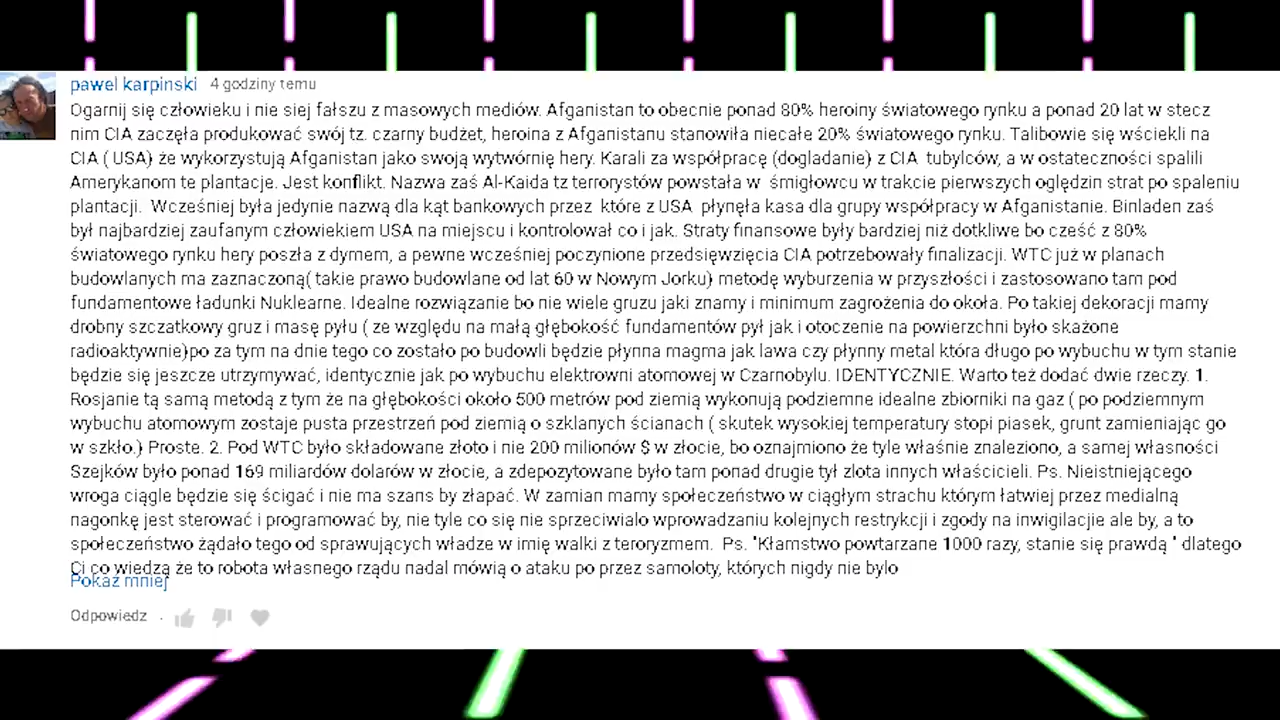 pawel karpinski 4 godziny temu
Ogarnij się człowieku i nie siej fałszu z masowych mediów. Afganistan to obecnie ponad 80% heroiny światowego rynku a ponad 20 lat w stecz
nim CIA zaczęła produkować swój tz. czarny budżet, heroina z Afganistanu stanowiła niecałe 20% światowego rynku. Talibowie się wściekli na
CIA ( USA) że wykorzystują Afganistan jako swoją wytwórnię hery. Karali za współpracę (dogladanie) z CIA tubylców, a w ostateczności spalili
Amerykanom te plantacje. Jest konflikt. Nazwa zaś Al-Kaida tz terrorystów powstała w śmigłowcu w trakcie pierwszych oględzin strat po spaleniu
plantacji. Wcześniej była jedynie nazwą dla kąt bankowych przez które z USA płynęła kasa dla grupy współpracy w Afganistanie. Binladen zaś
był najbardziej zaufanym człowiekiem USA na miejscu i kontrolował co i jak. Straty finansowe były bardziej niż dotkliwe bo cześć z 80%
światowego rynku hery poszła z dymem, a pewne wcześniej poczynione przedsięwzięcia CIA potrzebowały finalizacji. WTC już w planach
budowlanych ma zaznaczoną( takie prawo budowlane od lat 60 w Nowym Jorku) metodę wyburzenia w przyszłości i zastosowano tam pod
fundamentowe ładunki Nuklearne. Idealne rozwiązanie bo nie wiele gruzu jaki znamy i minimum zagrożenia do okoła. Po takiej dekoracji mamy
drobny szczatkowy gruz i masę pyłu ( ze względu na małą głębokość fundamentów pył jak i otoczenie na powierzchni było skażone
radioaktywnie)po za tym na dnie tego co zostało po budowli będzie płynna magma jak lawa czy płynny metal która długo po wybuchu w tym stanie
będzie się jeszcze utrzymywać, identycznie jak po wybuchu elektrowni atomowej w Czarnobylu. IDENTYCZNIE. Warto też dodać dwie rzeczy. 1.
Rosjanie tą samą metodą z tym że na głębokości około 500 metrów pod ziemią wykonują podziemne idealne zbiorniki na gaz ( po podziemnym
wybuchu atomowym zostaje pusta przestrzeń pod ziemią o szklanych ścianach ( skutek wysokiej temperatury stopi piasek, grunt zamieniając go
w szkło.) Proste. 2. Pod WTC było składowane złoto i nie 200 milionów $ w złocie, bo oznajmiono że tyle właśnie znaleziono, a samej własności
Szejków było ponad 169 miliardów dolarów w złocie, a zdepozytowane było tam ponad drugie tył zlota innych właścicieli. Ps. Nieistniejącego
wroga ciągle będzie się ścigać i nie ma szans by złapać. W zamian mamy społeczeństwo w ciągłym strachu którym łatwiej przez medialną
nagonkę jest sterować i programować by, nie tyle co się nie sprzeciwialo wprowadzaniu kolejnych restrykcji i zgody na inwigilacjie ale by, a to
społeczeństwo żądało tego od sprawujących władze w imię walki z teroryzmem. Ps. "Kłamstwo powtarzane 1000 razy, stanie się prawdą " dlatego
Ci co wiedzą że to robota własnego rządu nadal mówią o ataku po przez samoloty, których nigdy nie bylo
Pokaż mniej
Odpowiedz ·